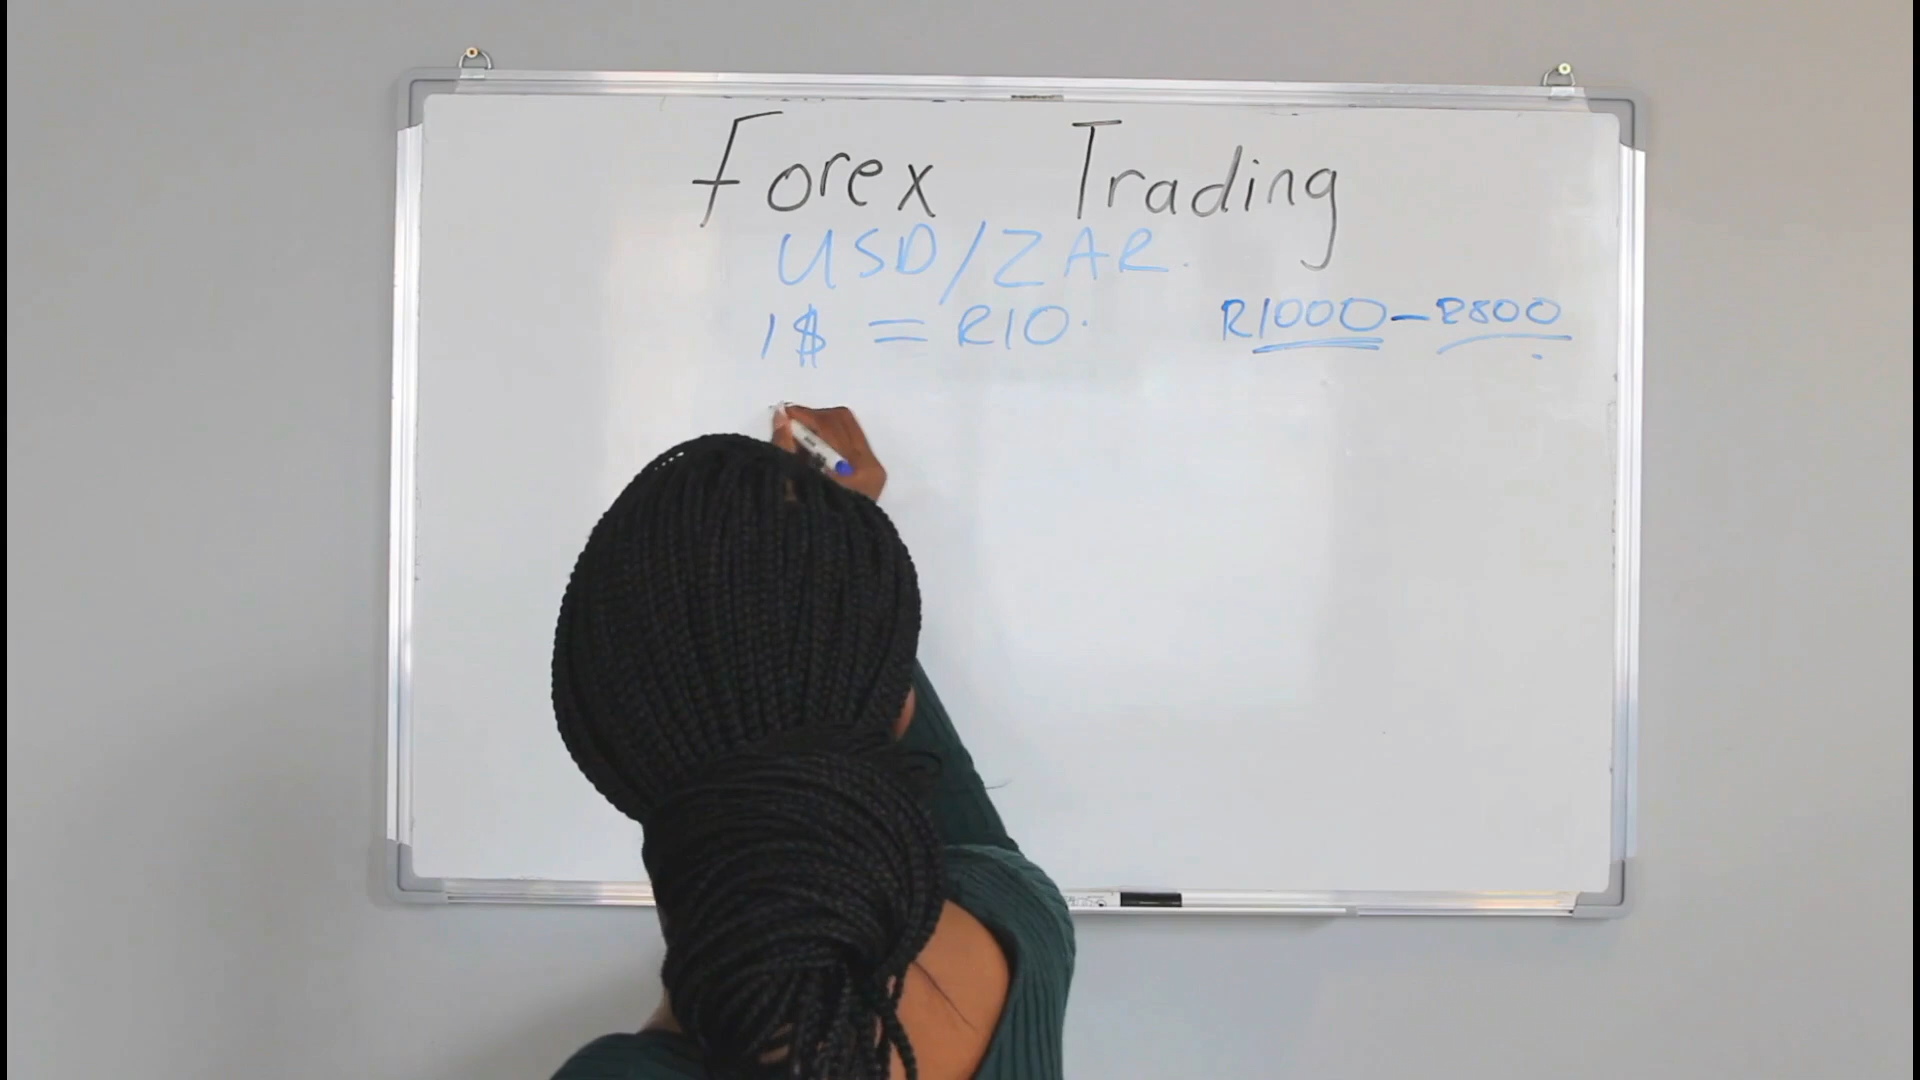 Forex Trading
USD/ZAR.
1$ = R10. R1000-R800